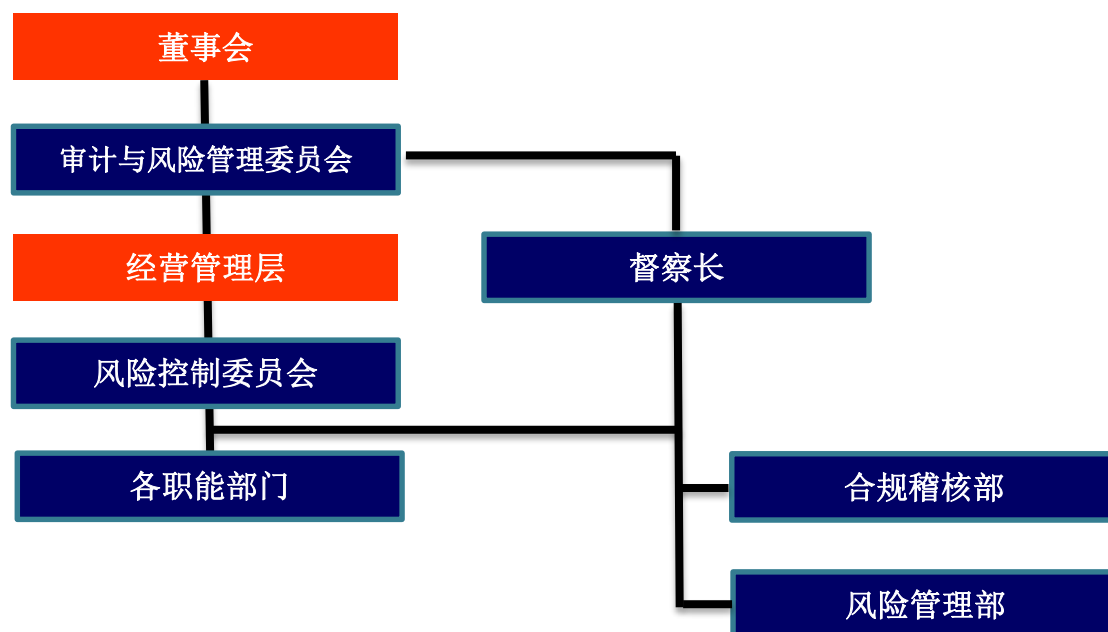 董事会
审计与风险管理委员会
经营管理层
督察长
风险控制委员会
各职能部门
合规稽核部
风险管理部